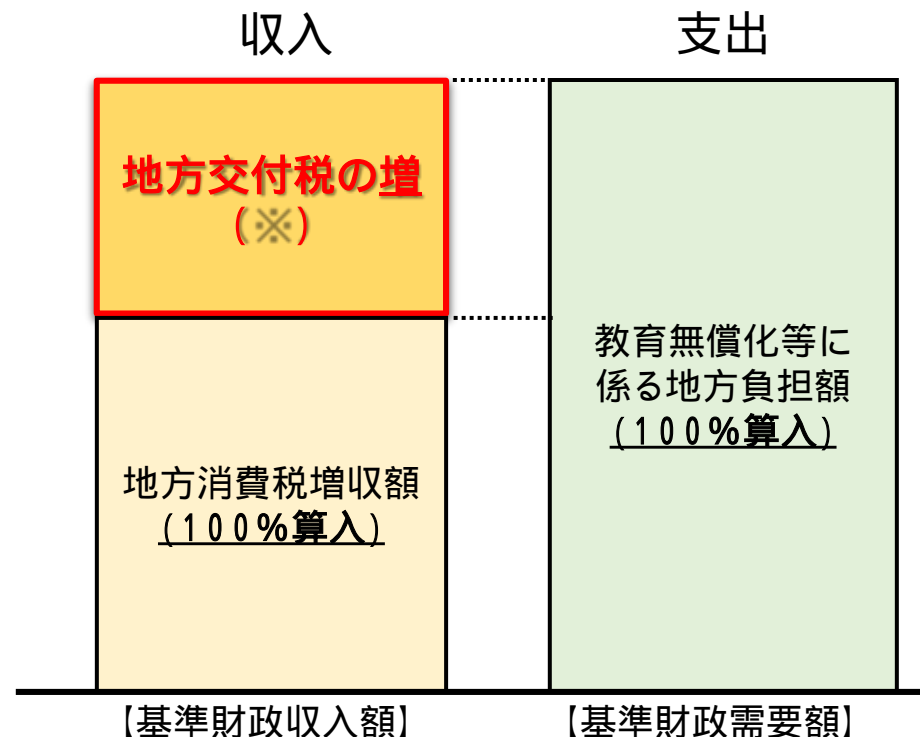 収入
支出
地方交付税の増
(※)
教育無償化等に
係る地方負担額
(100%算入)
地方消費税増収額
(100%算入)
【基準財政収入額】
【基準財政需要額】